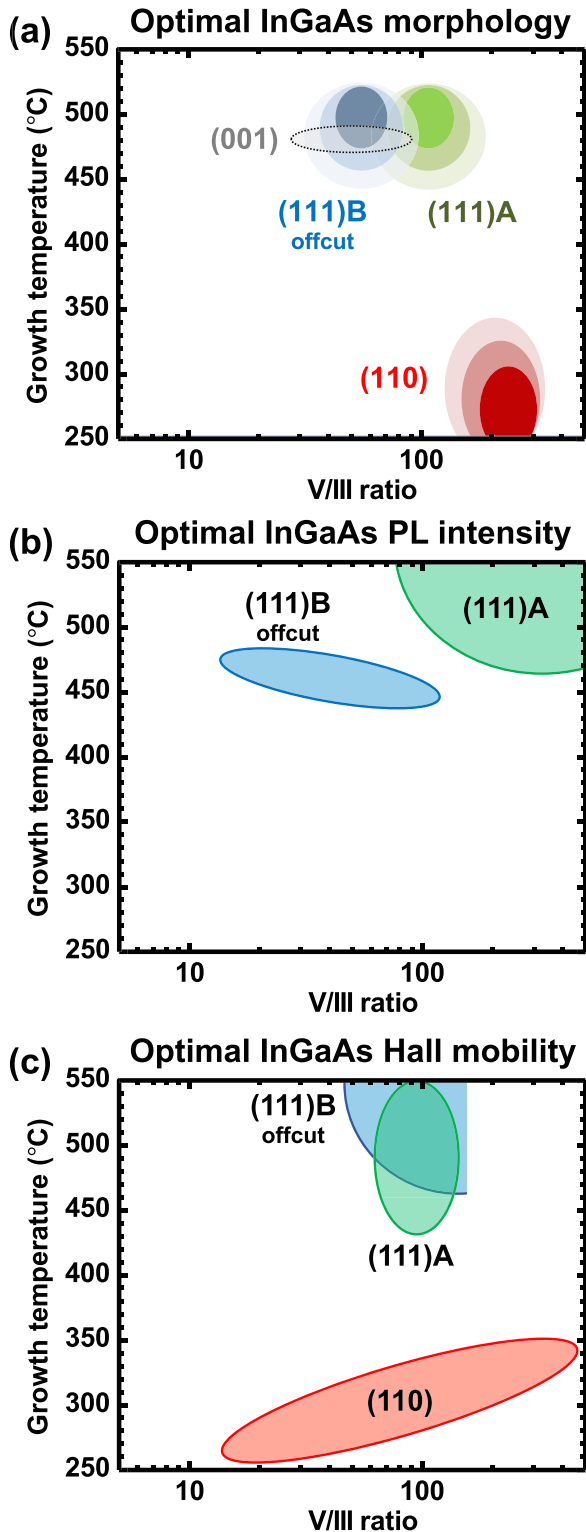 (a) Optimal InGaAs morphology
550
500
450
400
350
300
250
Growth temperature (°C)
(001)
(111)B
offcut
(111)A
(110)
10
100
V/III ratio
(b) Optimal InGaAs PL intensity
550
500
450
400
350
300
250
Growth temperature (°C)
(111)B
offcut
(111)A
10
100
V/III ratio
(c) Optimal InGaAs Hall mobility
550
500
450
400
350
300
250
Growth temperature (°C)
(111)B
offcut
(111)A
(110)
10
100
V/III ratio